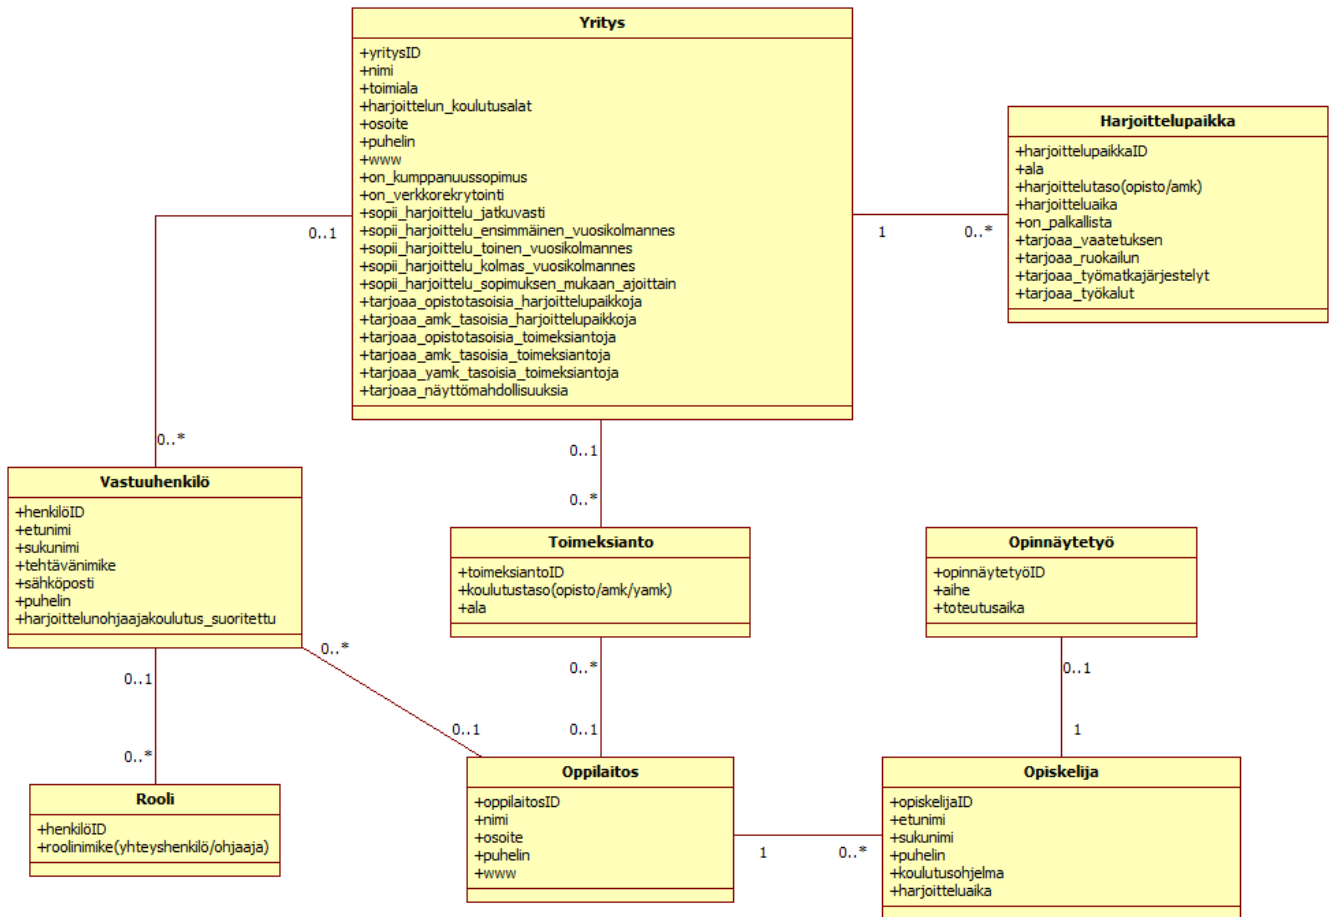 Yritys
+yritysID
+nimi
+toimiala
+harjoittelun_koulutusalat
+osoite
+puhelin
+www
+on_kumppanuussopimus
+on_verkkorekrytointi
+sopii_harjoittelu_jatkuvasti
+sopii_harjoittelu_ensimmäinen_vuosikolmannes
+sopii_harjoittelu_toinen_vuosikolmannes
+sopii_harjoittelu_kolmas_vuosikolmannes
+sopii_harjoittelu_sopimuksen_mukaan_ajoittain
+tarjoaa_opistotasoisia_harjoittelupaikkoja
+tarjoaa_amk_tasoisia_harjoittelupaikkoja
+tarjoaa_opistotasoisia_toimeksiantoja
+tarjoaa_amk_tasoisia_toimeksiantoja
+tarjoaa_yamk_tasoisia_toimeksiantoja
+tarjoaa_näyttömahdollisuuksia
Harjoittelupaikka
+harjoittelupaikkaID
+ala
+harjoittelutaso(opisto/amk)
+harjoitteluaika
+on_palkallista
+tarjoaa_vaatetuksen
+tarjoaa_ruokailun
+tarjoaa_työmatkajärjestelyt
+tarjoaa_työkalut
0..1
1
0..*
0..*
0..1
0..*
Vastuuhenkilö
+henkilöID
+etunimi
+sukunimi
+tehtävänimike
+sähköposti
+puhelin
+harjoittelunohjaajakoulutus_suoritettu
Toimeksianto
+toimeksiantoID
+koulutustaso(opisto/amk/yamk)
+ala
Opinnäytetyö
+opinnäytetyöID
+aihe
+toteutusaika
0..*
0..1
0..1
0..*
0..*
0..1
0..1
1
Rooli
+henkilöID
+roolinimike(yhteyshenkilö/ohjaaja)
Oppilaitos
+oppilaitosID
+nimi
+osoite
+puhelin
+www
1
0..*
Opiskelija
+opiskelijaID
+etunimi
+sukunimi
+puhelin
+koulutusohjelma
+harjoitteluaika